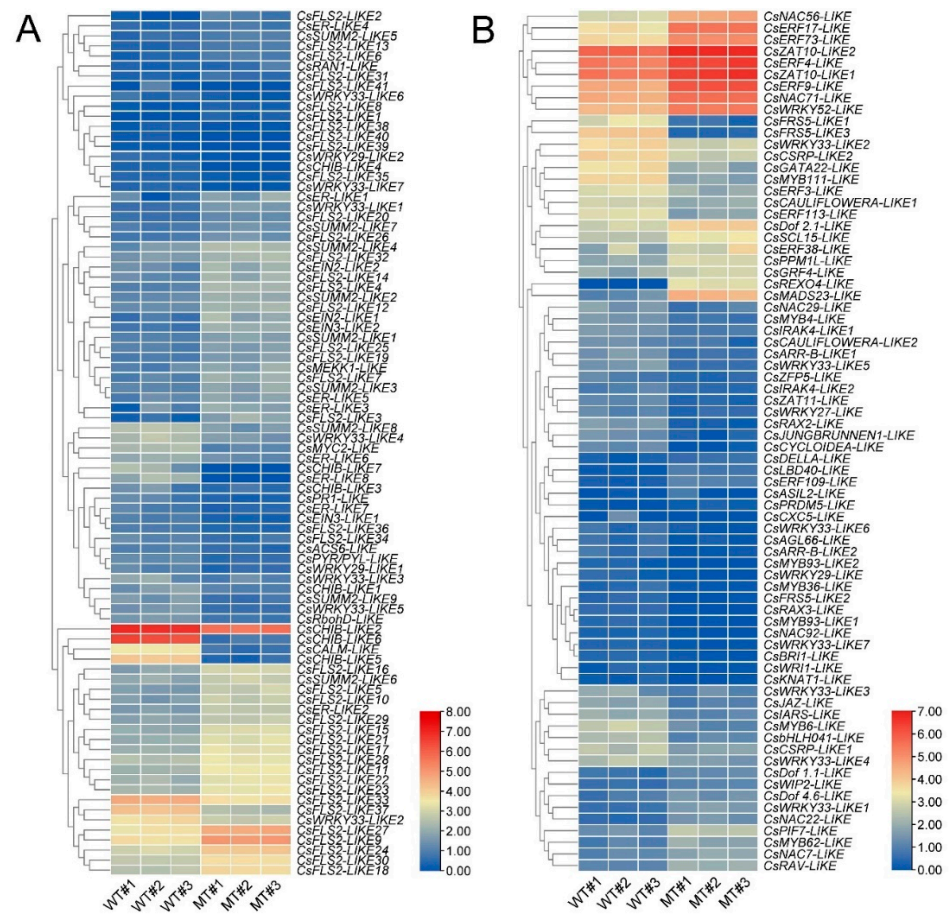 A
CsFLS2-LIKE2
CsER-LIKE4
CsSUMM2-LIKE5
CsFLS2-LIKE13
CsFLS2-LIKE6
CsRAN1-LIKE
CsFLS2-LIKE31
CsFLS2-LIKE41
CsWRKY33-LIKE6
CsFLS2-LIKE8
CsFLS2-LIKE1
CsFLS2-LIKE38
CsFLS2-LIKE40
CsFLS2-LIKE39
CsWRKY29-LIKE2
CsCHIB-LIKE4
CsFLS2-LIKE35
CsWRKY33-LIKE7
CsER-LIKE1
CsWRKY33-LIKE1
CsFLS2-LIKE20
CsSUMM2-LIKE7
CsFLS2-LIKE26
CsSUMM2-LIKE4
CsFLS2-LIKE32
CsEIN2-LIKE2
CsFLS2-LIKE14
CsFLS2-LIKE4
CsSUMM2-LIKE2
CsFLS2-LIKE12
CsEIN2-LIKE1
CsEIN3-LIKE2
CsSUMM2-LIKE1
CsFLS2-LIKE25
CsFLS2-LIKE19
CsMEKK1-LIKE
CsFLS2-LIKE7
CsSUMM2-LIKE3
CsER-LIKE5
CsER-LIKE3
CsFLS2-LIKE3
CsSUMM2-LIKE8
CsWRKY33-LIKE4
CsMYC2-LIKE
CsER-LIKE6
CsCHIB-LIKE7
CsER-LIKE8
CsCHIB-LIKE3
CsPR1-LIKE
CsER-LIKE7
CsEIN3-LIKE1
CsFLS2-LIKE36
CsFLS2-LIKE34
CsACS6-LIKE
CsPYR/PYL-LIKE
CsWRKY29-LIKE1
CsWRKY33-LIKE3
CsCHIB-LIKE1
CsSUMM2-LIKE9
CsWRKY33-LIKE5
CsRbohD-LIKE
CsCHIB-LIKE2
CsCHIB-LIKE6
CsCALM-LIKE
CsCHIB-LIKE5
CsFLS2-LIKE16
CsSUMM2-LIKE6
CsFLS2-LIKE5
CsFLS2-LIKE10
CsER-LIKE2
CsFLS2-LIKE29
CsFLS2-LIKE15
CsFLS2-LIKE21
CsFLS2-LIKE17
CsFLS2-LIKE28
CsFLS2-LIKE11
CsFLS2-LIKE22
CsFLS2-LIKE23
CsFLS2-LIKE33
CsFLS2-LIKE37
CsWRKY33-LIKE2
CsFLS2-LIKE27
CsFLS2-LIKE9
CsFLS2-LIKE24
CsFLS2-LIKE30
CsFLS2-LIKE18
WT#1
WT#2
WT#3
MT#1
MT#2
MT#3
8.00
7.00
6.00
5.00
4.00
3.00
2.00
1.00
0.00
B
CsNAC56-LIKE
CsERF17-LIKE
CsERF73-LIKE
CsZAT10-LIKE2
CsERF4-LIKE
CsZAT10-LIKE1
CsERF9-LIKE
CsNAC71-LIKE
CsWRKY52-LIKE
CsFRS5-LIKE1
CsFRS5-LIKE3
CsWRKY33-LIKE2
CsCSRP-LIKE2
CsGATA22-LIKE
CsMYB111-LIKE
CsERF3-LIKE
CsCAULIFLOWERA-LIKE1
CsERF113-LIKE
CsDof 2.1-LIKE
CsSCL15-LIKE
CsERF38-LIKE
CsPPM1L-LIKE
CsGRF4-LIKE
CsREXO4-LIKE
CsMADS23-LIKE
CsNAC29-LIKE
CsMYB4-LIKE
CsIRAK4-LIKE1
CsCAULIFLOWERA-LIKE2
CsARR-B-LIKE1
CsWRKY33-LIKE5
CsZFP5-LIKE
CsIRAK4-LIKE2
CsZAT11-LIKE
CsWRKY27-LIKE
CsRAX2-LIKE
CsJUNGBRUNNEN1-LIKE
CsCYCLOIDEA-LIKE
CsDELLA-LIKE
CsLBD40-LIKE
CsERF109-LIKE
CsASIL2-LIKE
CsPRDM5-LIKE
CsCXC5-LIKE
CsWRKY33-LIKE6
CsAGL66-LIKE
CsARR-B-LIKE2
CsMYB93-LIKE2
CsWRKY29-LIKE
CsMYB36-LIKE
CsFRS5-LIKE2
CsRAX3-LIKE
CsMYB93-LIKE1
CsNAC92-LIKE
CsWRKY33-LIKE7
CsBRI1-LIKE
CsWRI1-LIKE
CsKNAT1-LIKE
CsWRKY33-LIKE3
CsJAZ-LIKE
CsIARS-LIKE
CsMYB6-LIKE
CsbHLH041-LIKE
CsCSRP-LIKE1
CsWRKY33-LIKE4
CsDof 1.1-LIKE
CsWIP2-LIKE
CsDof 4.6-LIKE
CsWRKY33-LIKE1
CsNAC22-LIKE
CsPIF7-LIKE
CsMYB62-LIKE
CsNAC7-LIKE
CsRAV-LIKE
WT#1
WT#2
WT#3
MT#1
MT#2
MT#3
7.00
6.00
5.00
4.00
3.00
2.00
1.00
0.00